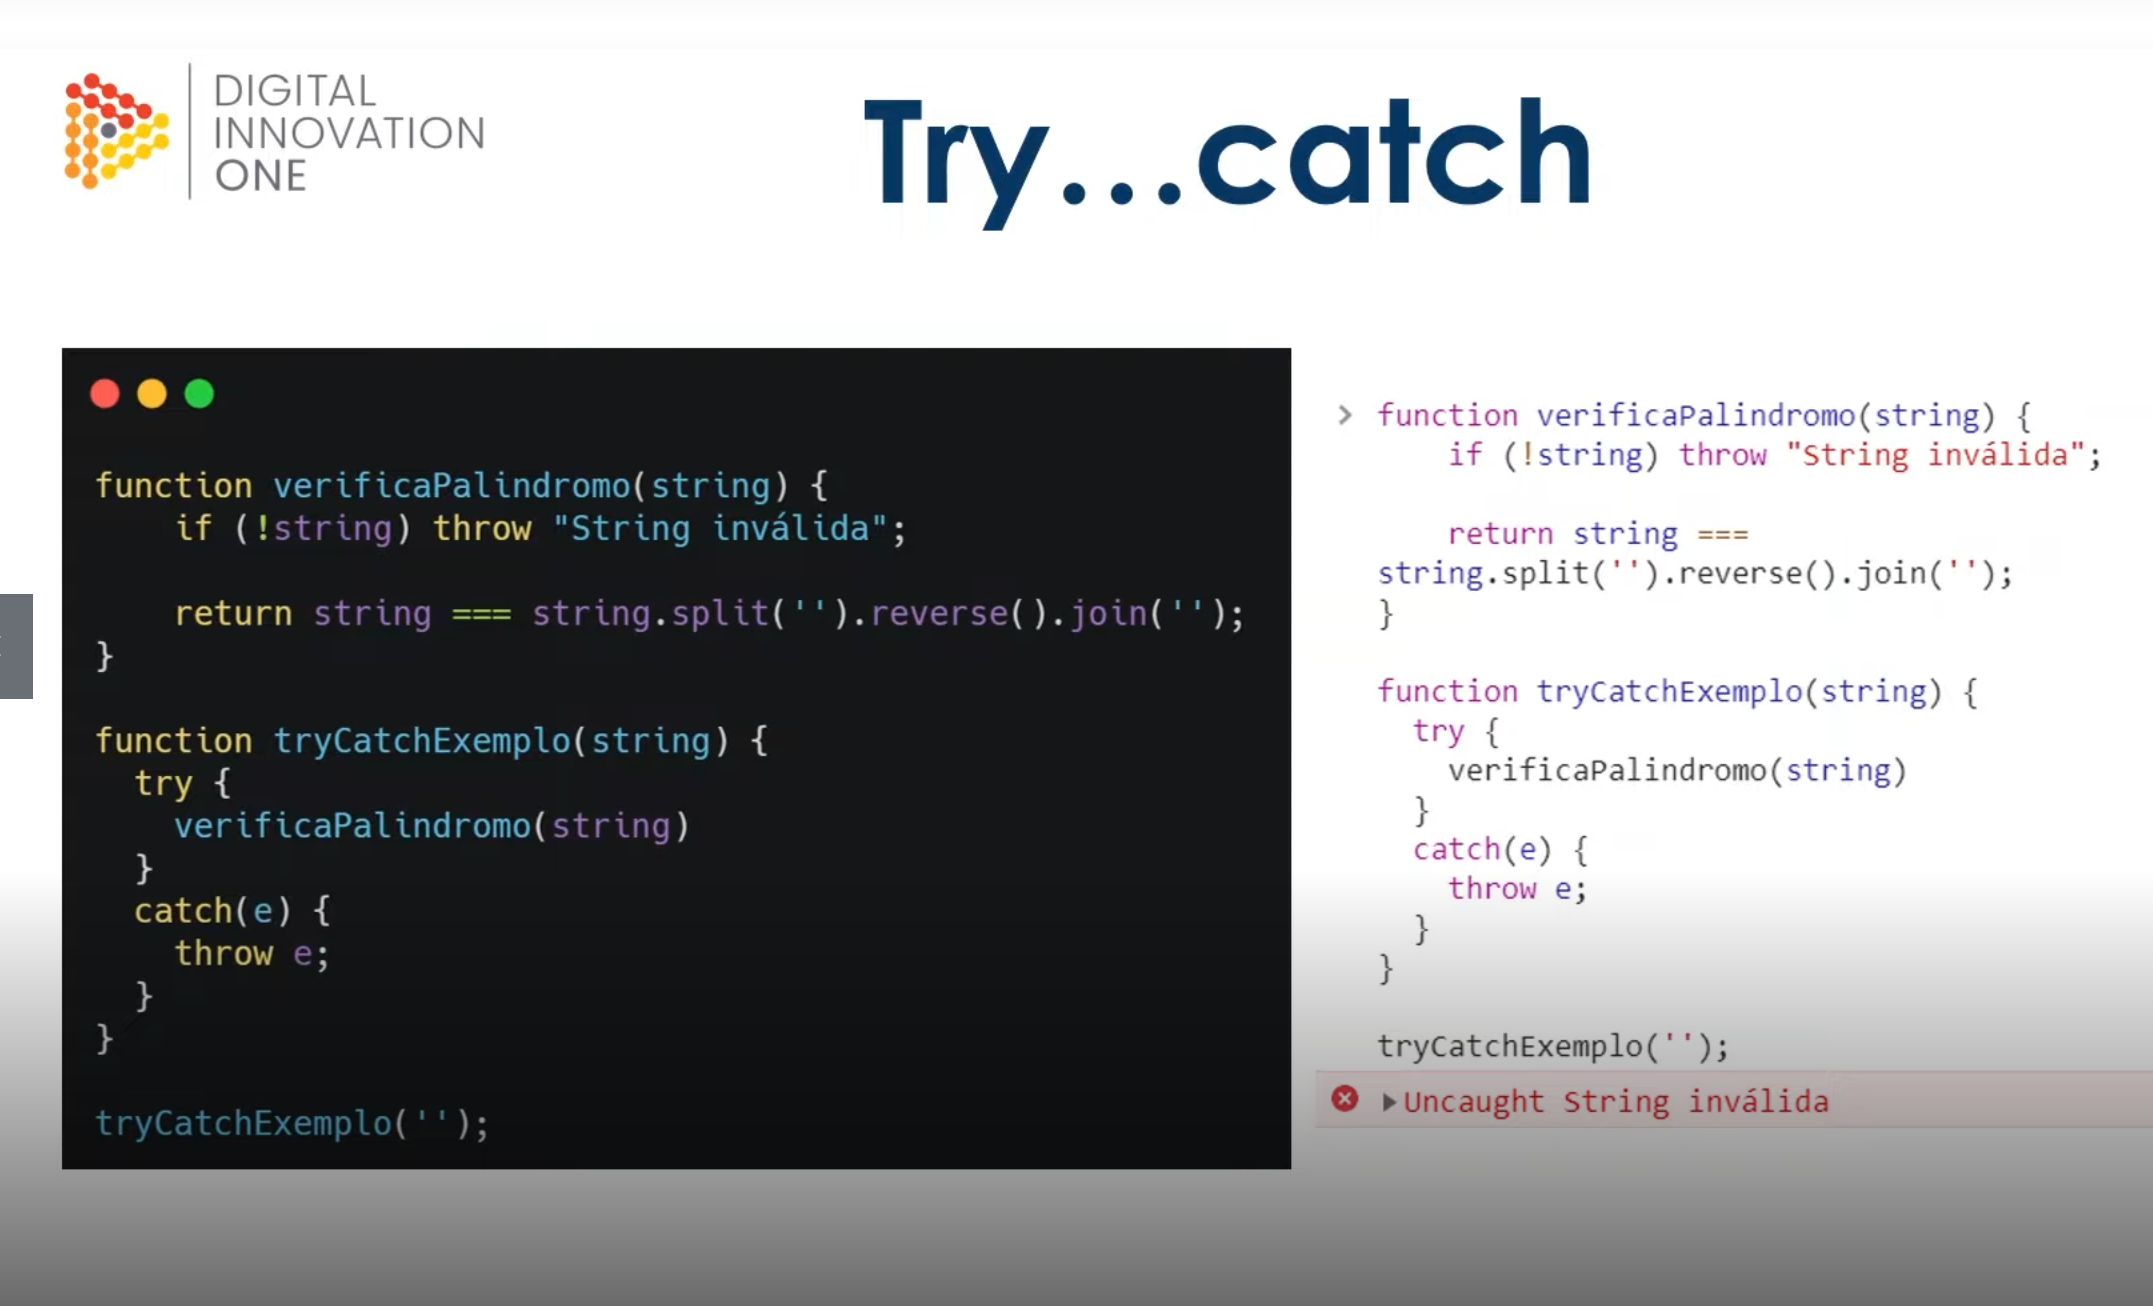 DIGITAL
INNOVATION
ONE
Try...catch
function verificaPalindromo(string) {
    if (!string) throw "String inválida";

    return string === string.split('').reverse().join('');
}

function tryCatchExemplo(string) {
  try {
    verificaPalindromo(string)
  }
  catch(e) {
    throw e;
  }
}

tryCatchExemplo('');
> function verificaPalindromo(string) {
    if (!string) throw "String inválida";

    return string ===
string.split('').reverse().join('');
}

function tryCatchExemplo(string) {
  try {
    verificaPalindromo(string)
  }
  catch(e) {
    throw e;
  }
}

tryCatchExemplo('');
Uncaught String inválida